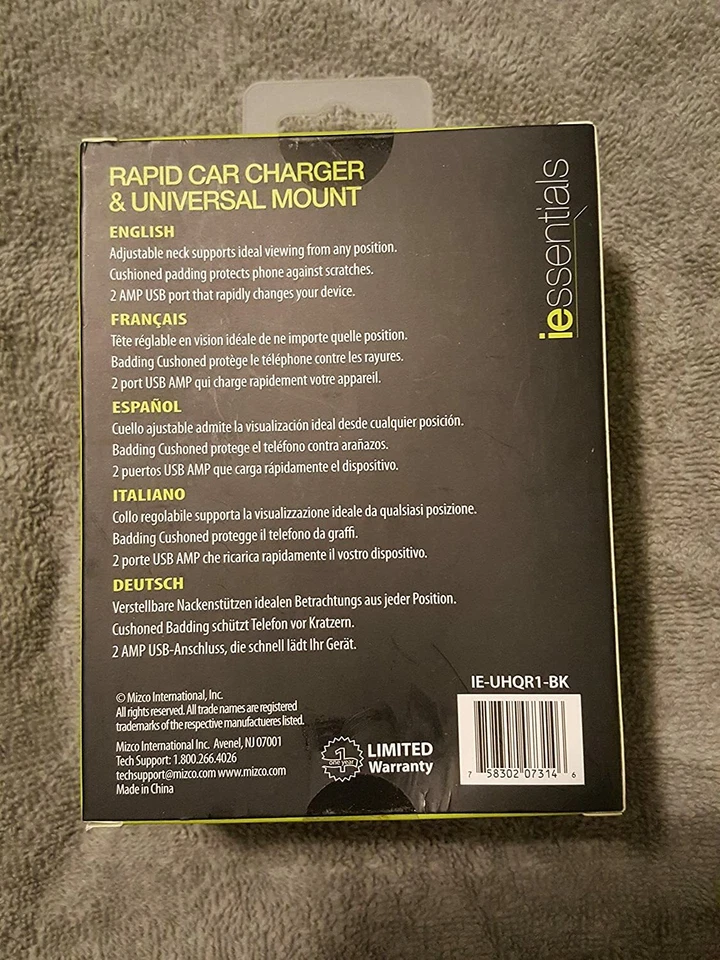 RAPID CAR CHARGER
& UNIVERSAL MOUNT
ENGLISH
Adjustable neck supports ideal viewing from any position.
Cushioned padding protects phone against scratches.
2 AMP USB port that rapidly changes your device.
FRANÇAIS
Tête réglable en vision idéale de ne importe quelle position.
Badding Cushoned protège le téléphone contre les rayures.
2 port USB AMP qui charge rapidement votre appareil.
ESPAÑOL
Cuello ajustable admite la visualización ideal desde cualquier posición.
Badding Cushoned protege el teléfono contra arañazos.
2 puertos USB AMP que carga rápidamente el dispositivo.
ITALIANO
Collo regolabile supporta la visualizzazione ideale da qualsiasi posizione.
Badding Cushoned protegge il telefono da graffi.
2 porte USB AMP che ricarica rapidamente il vostro dispositivo.
DEUTSCH
Verstellbare Nackenstützen idealen Betrachtungs aus jeder Position.
Cushoned Badding schützt Telefon vor Kratzern.
2 AMP USB-Anschluss, die schnell lädt Ihr Gerät.
iessentials
© Mizco International, Inc.
All rights reserved. All trade names are registered
trademarks of the respective manufactueres listed.
Mizco International Inc. Avenel, NJ 07001
Tech Support: 1.800.266.4026
techsupport@mizco.com www.mizco.com
Made in China
1
one year
LIMITED
Warranty
IE-UHQR1-BK
7 58302 07314 6